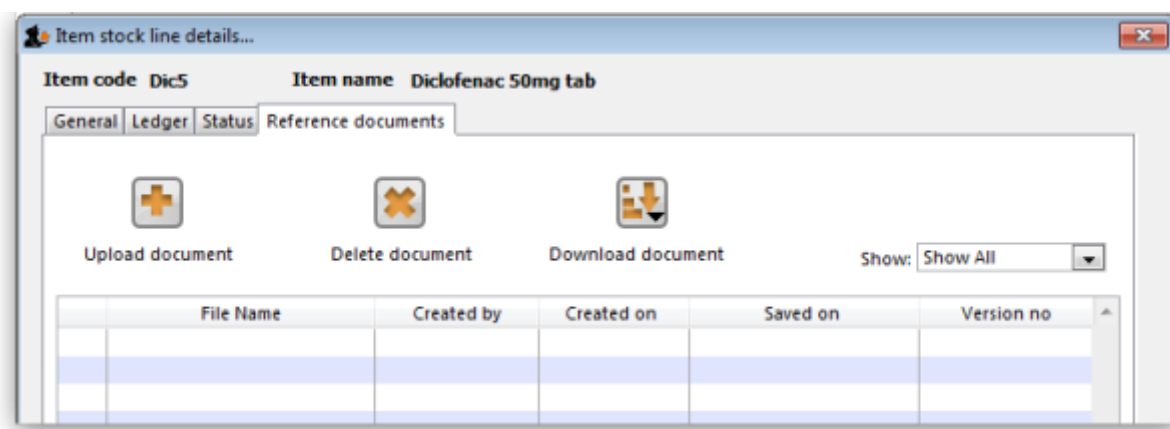 Item stock line details...
Item code Dic5 Item name Diclofenac 50mg tab
General Ledger Status Reference documents
Upload document Delete document Download document
Show: Show All
File Name Created by Created on Saved on Version no